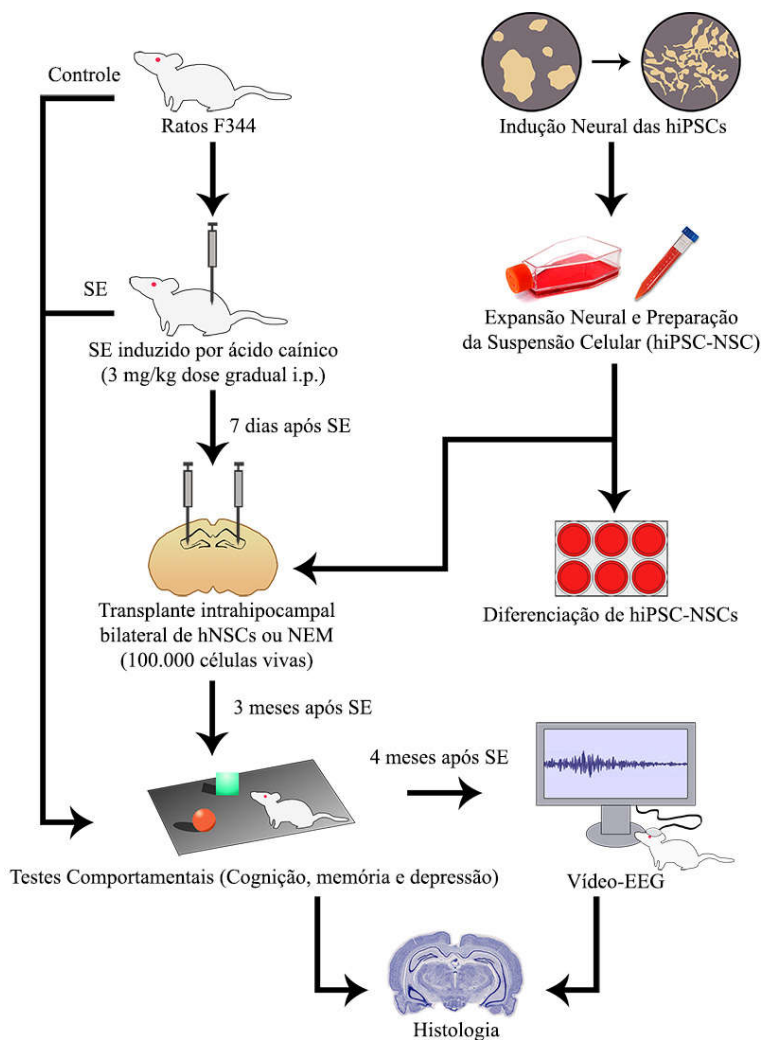 Controle
Ratos F344
Indução Neural das hiPSCs
SE
SE induzido por ácido caínico
(3 mg/kg dose gradual i.p.)
Expansão Neural e Preparação
da Suspensão Celular (hiPSC-NSC)
7 dias após SE
Transplante intrahipocampal
bilateral de hNSCs ou NEM
(100.000 células vivas)
Diferenciação de hiPSC-NSCs
3 meses após SE
4 meses após SE
Testes Comportamentais (Cognição, memória e depressão)
Vídeo-EEG
Histologia